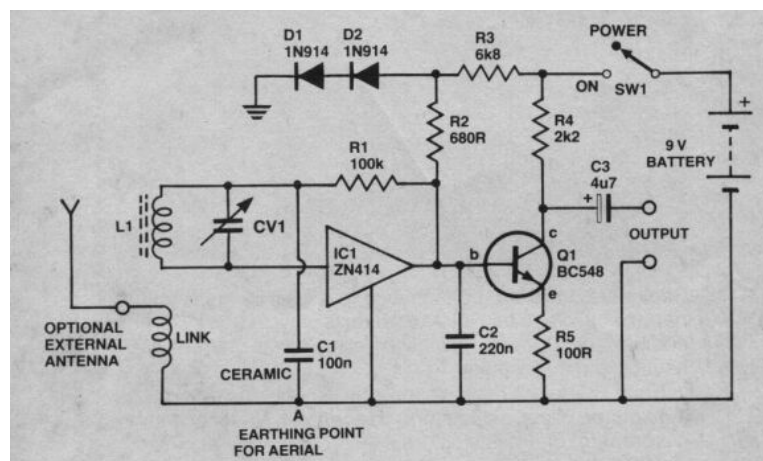 POWER
D1
1N914
D2
1N914
R3
6k8
ON
SW1
+
R2
680R
R4
2k2
9 V
BATTERY
R1
100k
C3
4u7
+
L1
CV1
IC1
ZN414
c
b
Q1
BC548
e
OUTPUT
OPTIONAL
EXTERNAL
ANTENNA
LINK
C1
100n
CERAMIC
C2
220n
R5
100R
A
EARTHING POINT
FOR AERIAL